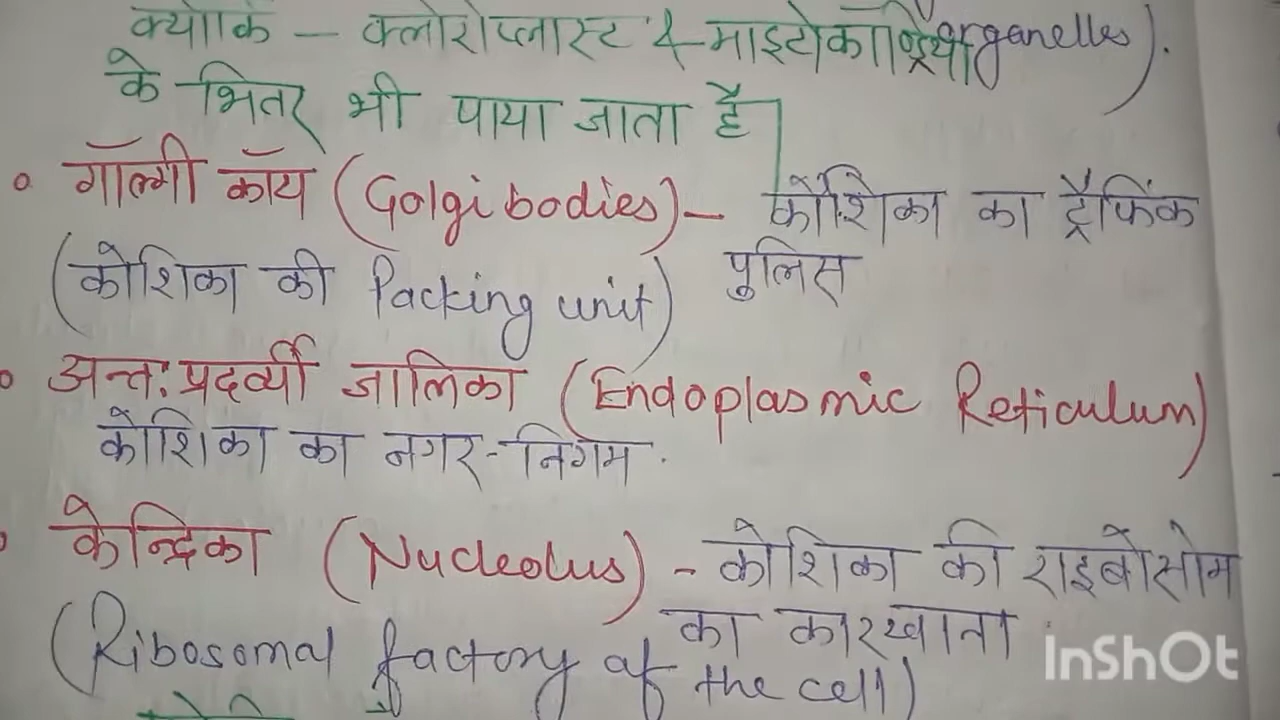 क्योकि – क्लोरोप्लास्ट & माइटोकॉण्ड्रिया organelles).
के भितर भी पाया जाता है।
• गॉल्गी कॉय (Golgi bodies) – कोशिका का ट्रैफिक
(कोशिका की Packing unit) पुलिस
• अन्त:प्रदर्व्यी जालिका (Endoplasmic Reticulum)
कोशिका का नगर-निगम.
• केन्द्रिका (Nucleolus) - कोशिका की राइबोसोम
का कारखाना
(Ribosomal factory of the cell)
InShOt